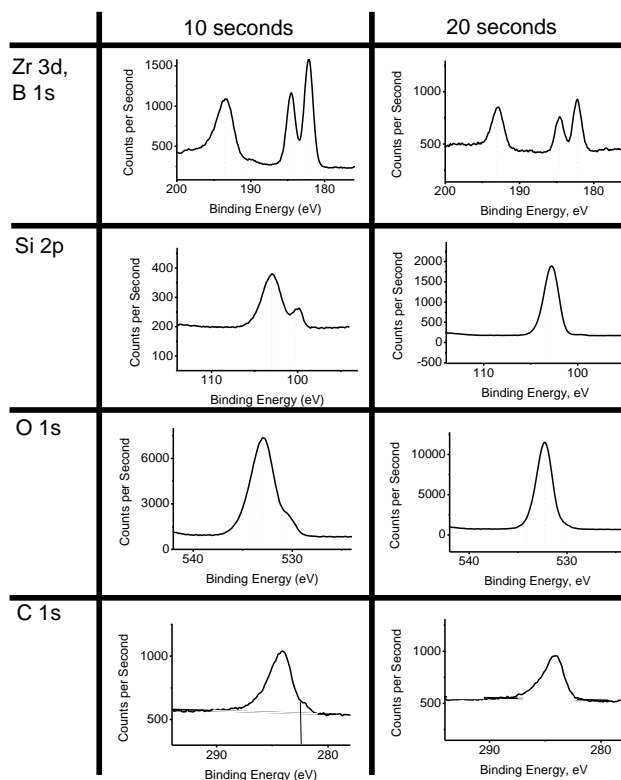 10 seconds
20 seconds
Zr 3d,
B 1s
Counts per Second
1500
1000
500
200
190
180
Binding Energy (eV)
Counts per Second
1000
500
200
190
180
Binding Energy, eV
Si 2p
Counts per Second
400
300
200
100
110
100
Binding Energy (eV)
Counts per Second
2000
1500
1000
500
0
-500
110
100
Binding Energy, eV
O 1s
Counts per Second
6000
3000
0
540
530
Binding Energy (eV)
Counts per Second
10000
5000
0
540
530
Binding Energy, eV
C 1s
Counts per Second
1000
500
290
280
Binding Energy (eV)
Counts per Second
1000
500
290
280
Binding Energy, eV